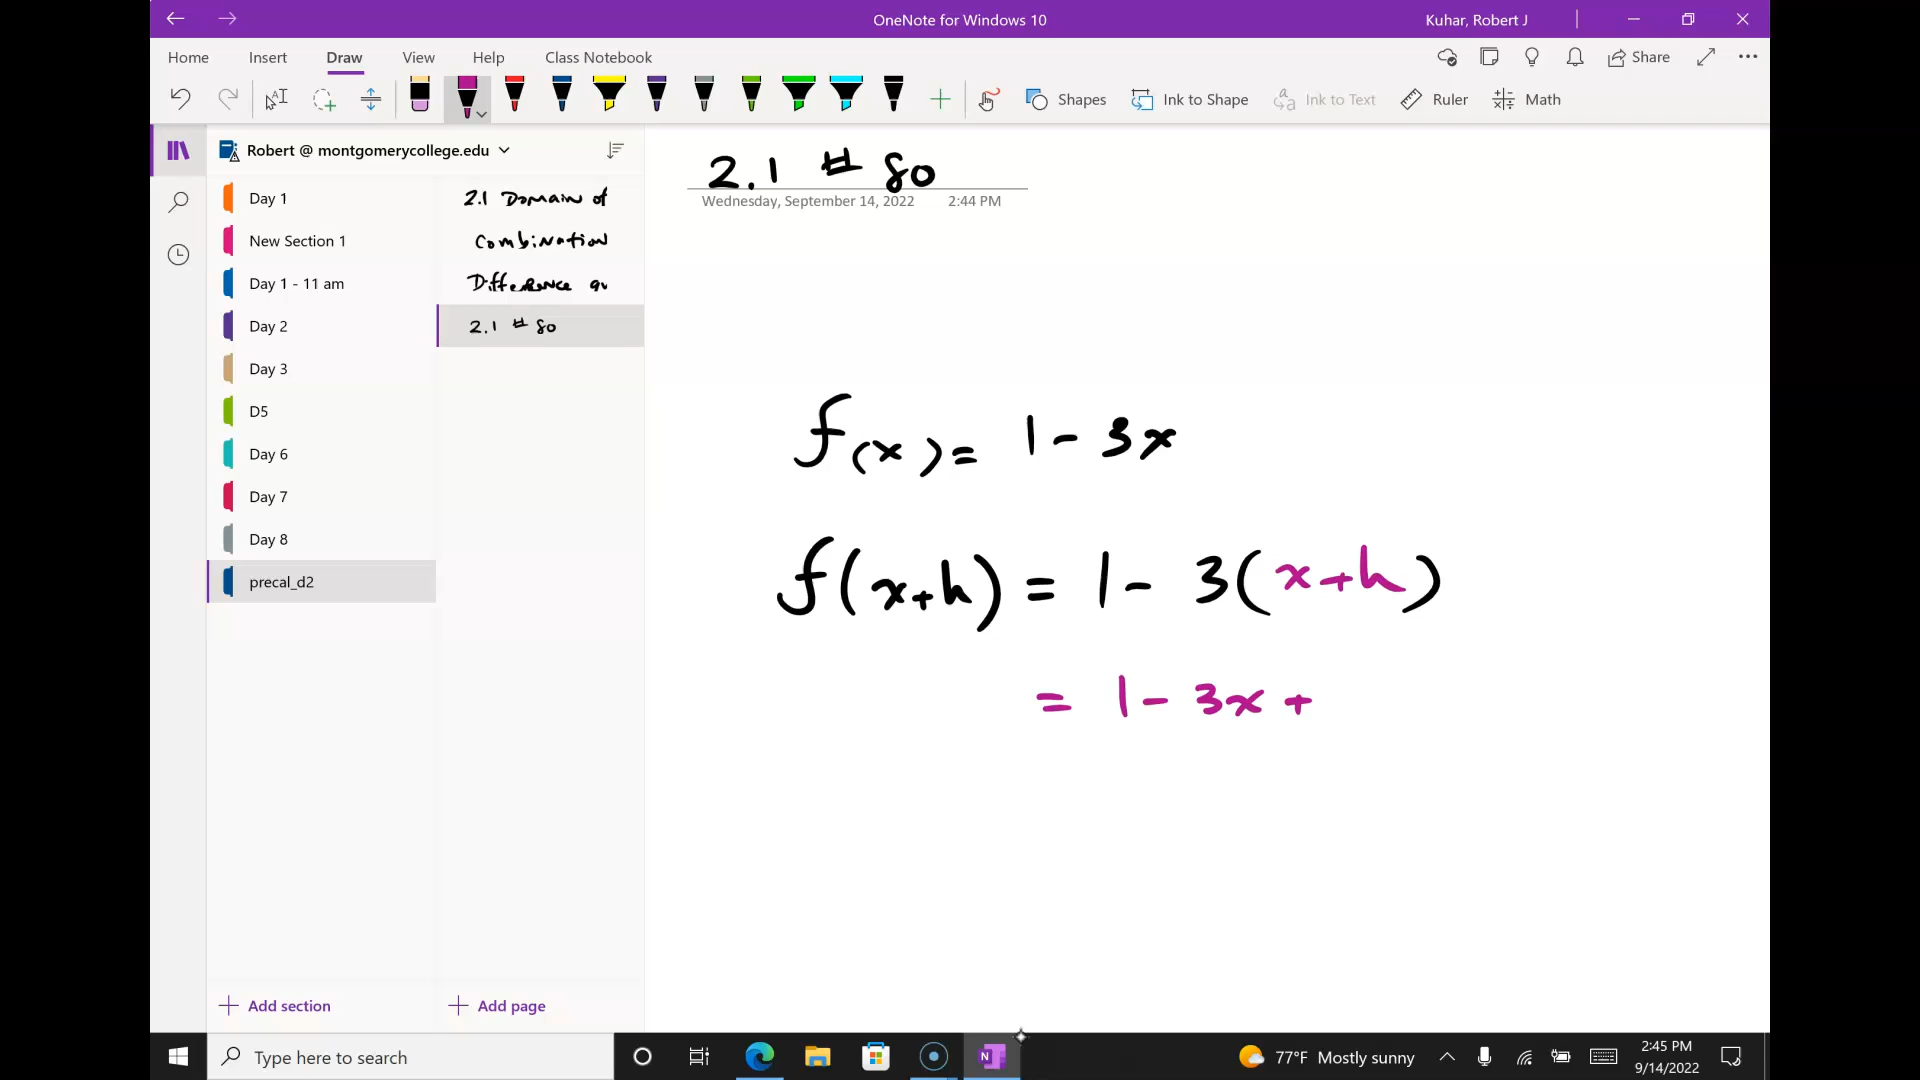 OneNote for Windows 10
Kuhar, Robert J
Home Insert Draw View Help Class Notebook
Share
Shapes Ink to Shape Ink to Text Ruler Math
Robert @ montgomerycollege.edu
Day 1
New Section 1
Day 1 - 11 am
Day 2
Day 3
D5
Day 6
Day 7
Day 8
precal_d2
Add section
2.1 Domain of
Combination
Difference qu
2.1 # 80
Add page
2.1 # 80
Wednesday, September 14, 2022 2:44 PM
f(x) = 1 - 3x
f(x+h) = 1 - 3(x+h)
= 1 - 3x +
Type here to search
N
77°F Mostly sunny
2:45 PM
9/14/2022